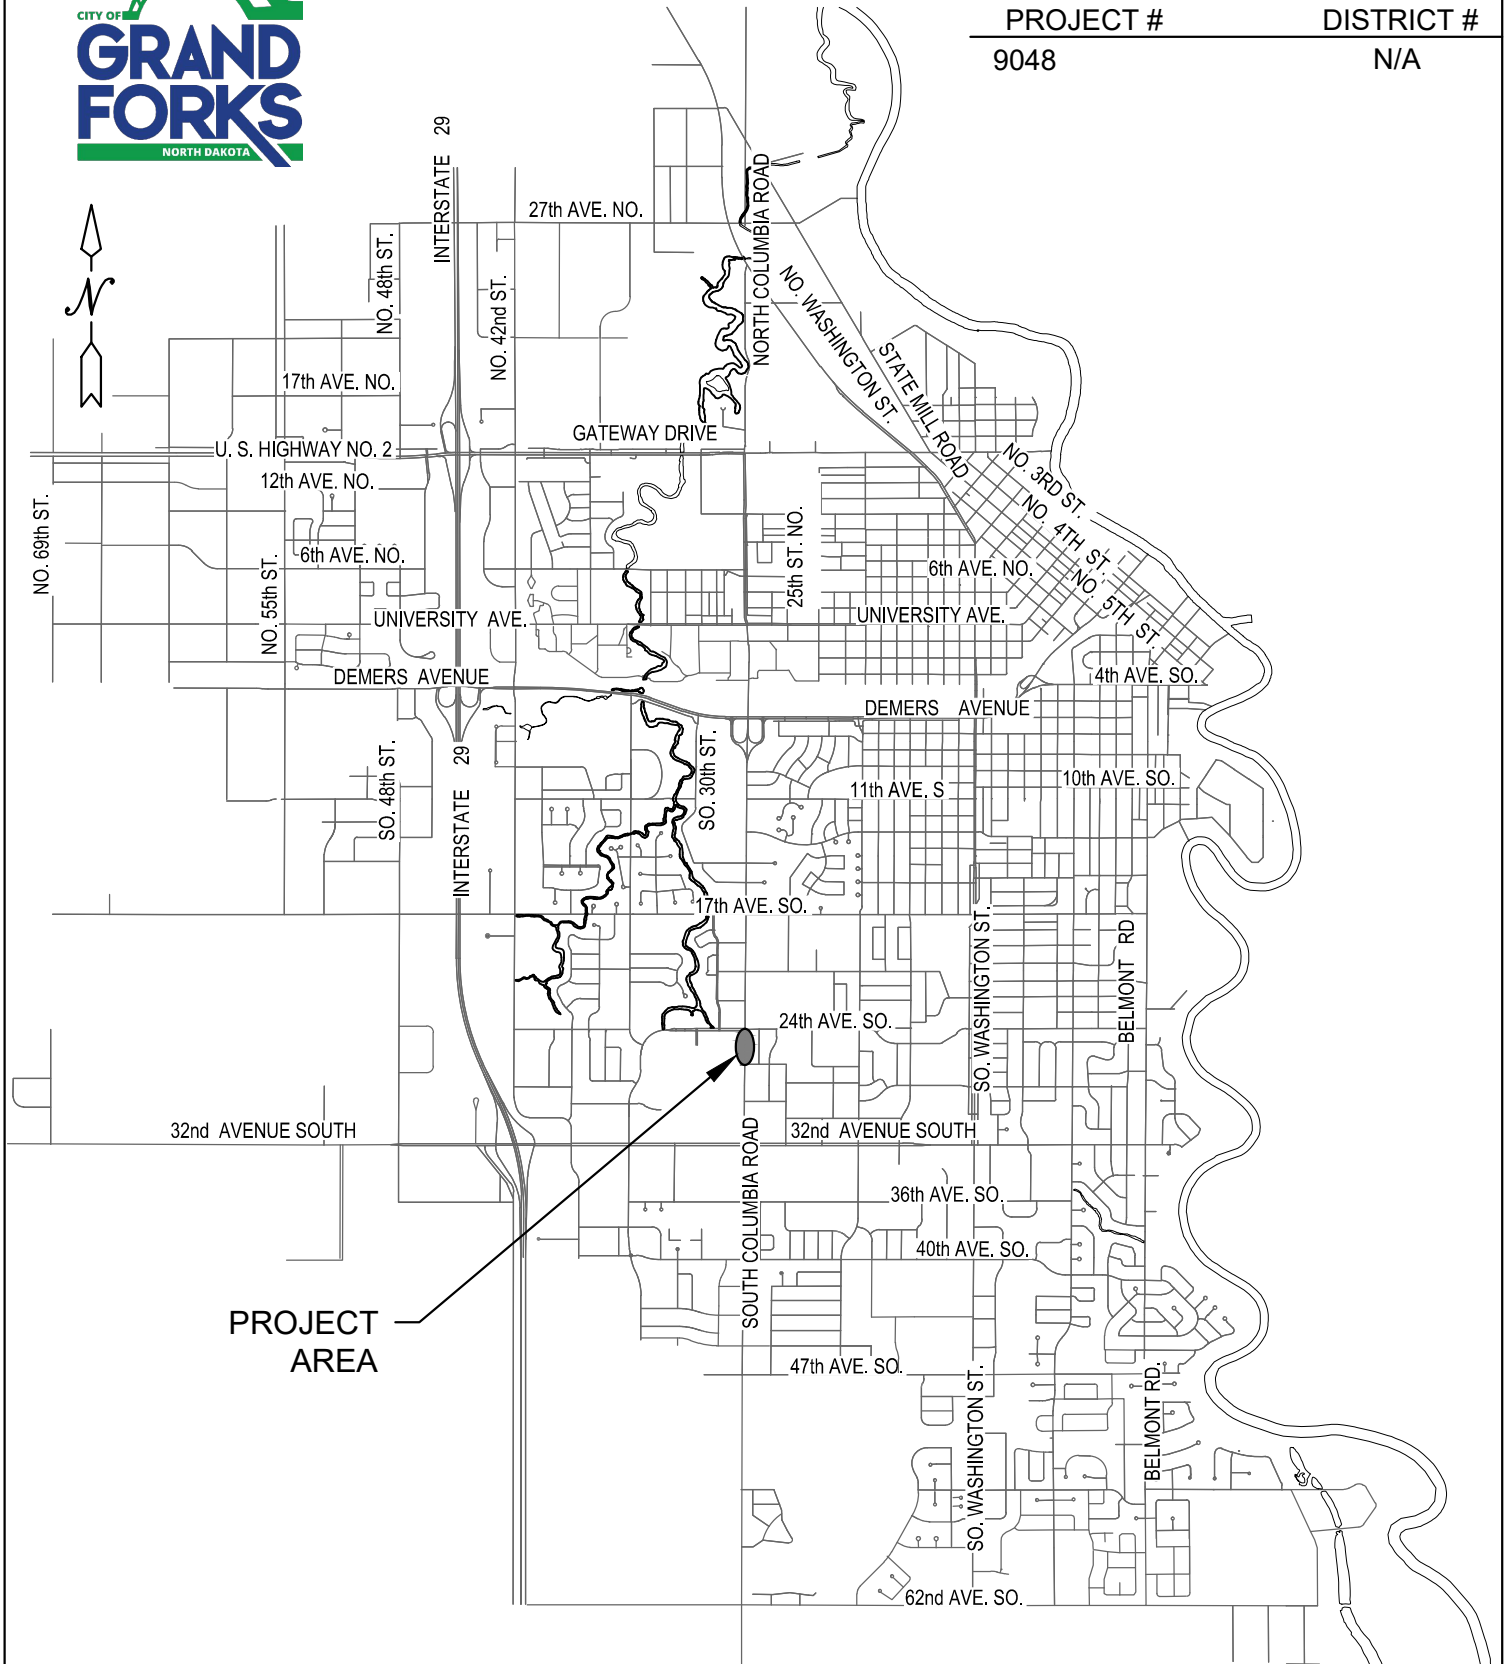 CITY OF
GRAND
FORKS
NORTH DAKOTA
PROJECT #
DISTRICT #
9048
N/A
INTERSTATE 29
NORTH COLUMBIA ROAD
27th AVE. NO.
NO. 48th ST.
NO. 42nd ST.
N
NO. WASHINGTON ST.
STATE MILL ROAD
17th AVE. NO.
GATEWAY DRIVE
U. S. HIGHWAY NO. 2
12th AVE. NO.
NO. 3RD ST.
NO. 4TH ST.
NO. 5TH ST.
NO. 69th ST.
6th AVE. NO.
25th ST. NO.
6th AVE. NO.
NO. 55th ST.
UNIVERSITY AVE.
UNIVERSITY AVE.
DEMERS AVENUE
4th AVE. SO.
DEMERS AVENUE
SO. 48th ST.
INTERSTATE 29
SO. 30th ST.
11th AVE. S
10th AVE. SO.
17th AVE. SO.
SO. WASHINGTON ST.
BELMONT RD
24th AVE. SO.
32nd AVENUE SOUTH
32nd AVENUE SOUTH
SOUTH COLUMBIA ROAD
36th AVE. SO.
40th AVE. SO.
PROJECT
AREA
47th AVE. SO.
SO. WASHINGTON ST.
BELMONT RD.
62nd AVE. SO.